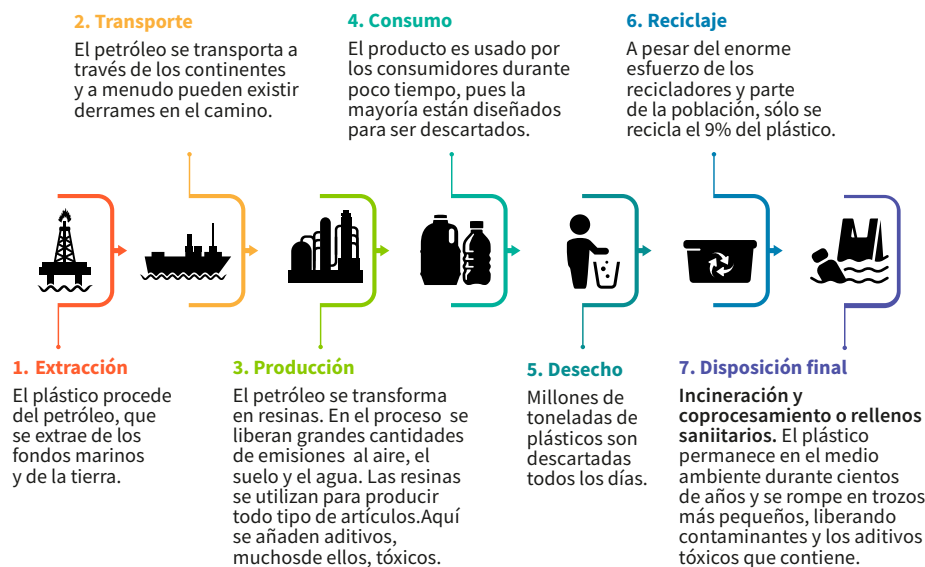 2. Transporte
El petróleo se transporta a
través de los continentes
y a menudo pueden existir
derrames en el camino.
4. Consumo
El producto es usado por
los consumidores durante
poco tiempo, pues la
mayoría están diseñados
para ser descartados.
6. Reciclaje
A pesar del enorme
esfuerzo de los
recicladores y parte
de la población, sólo se
recicla el 9% del plástico.
1. Extracción
El plástico procede
del petróleo, que
se extrae de los
fondos marinos
y de la tierra.
3. Producción
El petróleo se transforma
en resinas. En el proceso se
liberan grandes cantidades
de emisiones al aire, el
suelo y el agua. Las resinas
se utilizan para producir
todo tipo de artículos.Aquí
se añaden aditivos,
muchosde ellos, tóxicos.
5. Desecho
Millones de
toneladas de
plásticos son
descartadas
todos los días.
7. Disposición final
Incineración y
coprocesamiento o rellenos
saniitarios. El plástico
permanece en el medio
ambiente durante cientos
de años y se rompe en trozos
más pequeños, liberando
contaminantes y los aditivos
tóxicos que contiene.